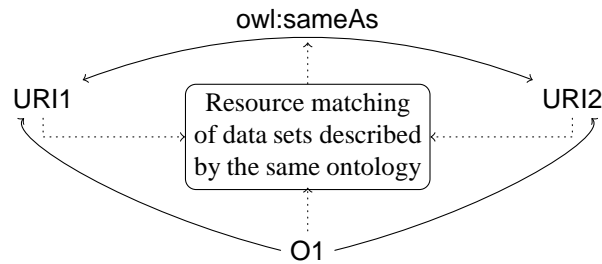 owl:sameAs
URI1
URI2
Resource matching
of data sets described
by the same ontology
O1